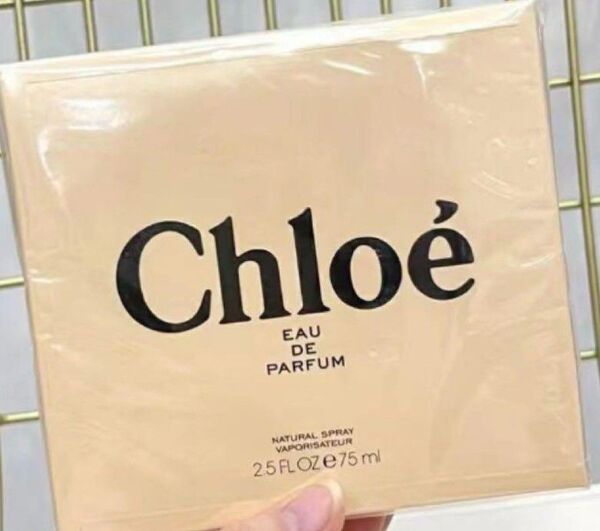 Chloé
EAU
DE
PARFUM
NATURAL SPRAY
VAPORISATEUR
2.5 FL OZ e 75 ml